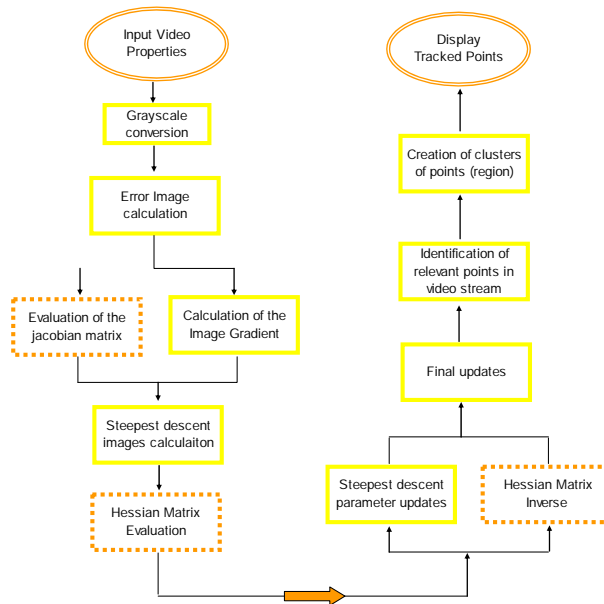 Input Video
Properties
Grayscale
conversion
Error Image
calculation
Evaluation of the
jacobian matrix
Calculation of the
Image Gradient
Steepest descent
images calculaiton
Hessian Matrix
Evaluation
Display
Tracked Points
Creation of clusters
of points (region)
Identification of
relevant points in
video stream
Final updates
Steepest descent
parameter updates
Hessian Matrix
Inverse